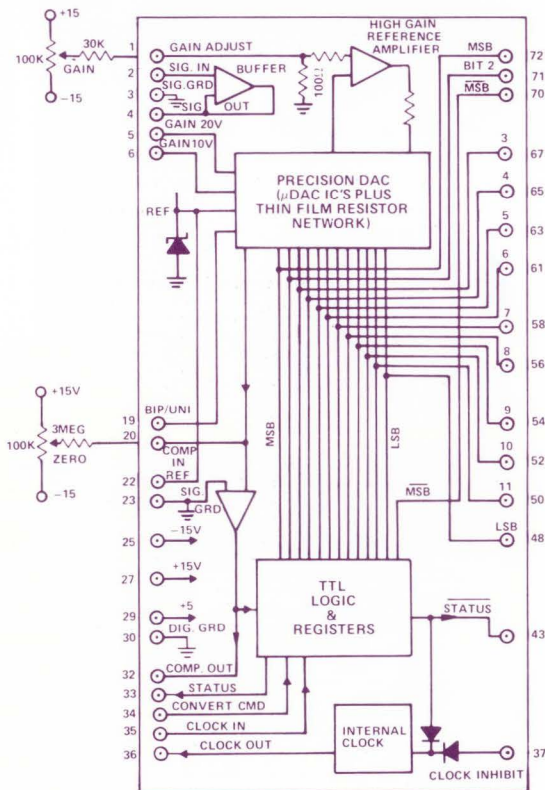 +15
100K
30K
GAIN
-15
1
GAIN ADJUST
2
SIG. IN
3
SIG.GRD
4
SIG OUT
BUFFER
5
GAIN 20V
6
GAIN10V
100Ω
HIGH GAIN
REFERENCE
AMPLIFIER
REF
PRECISION DAC
(μDAC IC'S PLUS
THIN FILM RESISTOR
NETWORK)
MSB
72
BIT 2
71
M̅S̅B̅
70
3
67
4
65
5
63
6
61
7
58
8
56
9
54
10
52
11
50
LSB
48
+15V
100K
3MEG
ZERO
-15
19
BIP/UNI
20
COMP
IN
22
REF
23
SIG.
GRD
25
-15V
27
+15V
29
+5
30
DIG. GRD
32
COMP. OUT
33
STATUS
34
CONVERT CMD
35
CLOCK IN
36
CLOCK OUT
MSB
LSB
M̅S̅B̅
TTL
LOGIC
&
REGISTERS
S̅T̅A̅T̅U̅S̅
43
INTERNAL
CLOCK
37
CLOCK INHIBIT